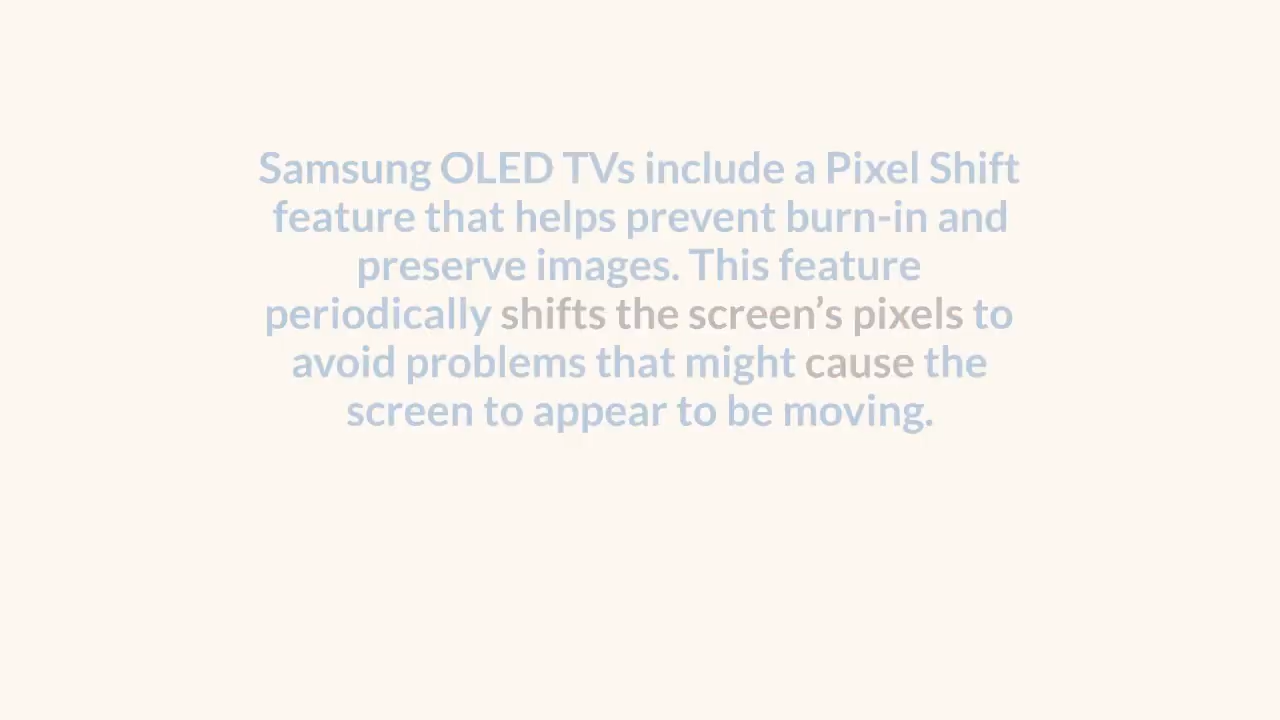 Samsung OLED TVs include a Pixel Shift
feature that helps prevent burn-in and
preserve images. This feature
periodically shifts the screen’s pixels to
avoid problems that might cause the
screen to appear to be moving.